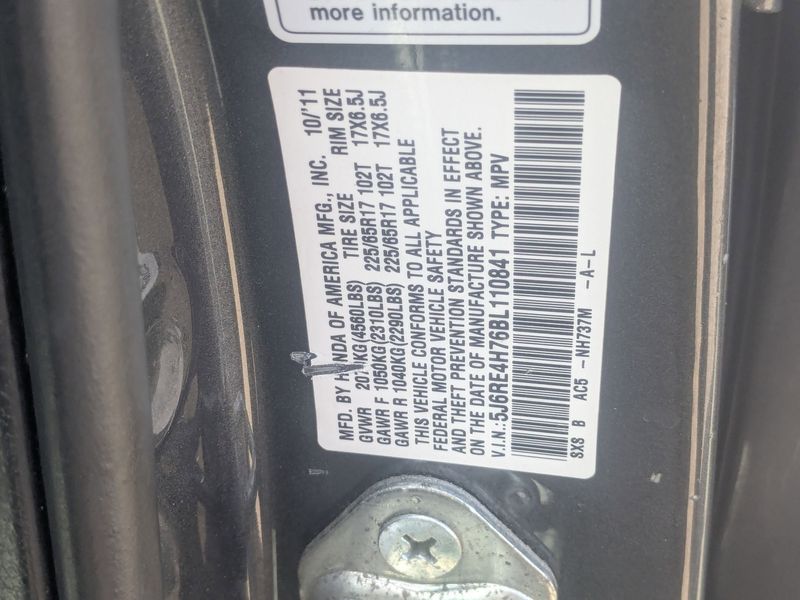 more information.
MFD. BY HONDA OF AMERICA MFG., INC. 10/'11
GVWR KG(4560LBS) TIRE SIZE RIM SIZE
GAWR F 1050KG(2310LBS) 225/65R17 102T 17X6.5J
GAWR R 1040KG(2290LBS) 225/65R17 102T 17X6.5J
THIS VEHICLE CONFORMS TO ALL APPLICABLE
FEDERAL MOTOR VEHICLE SAFETY
AND THEFT PREVENTION STANDARDS IN EFFECT
ON THE DATE OF MANUFACTURE SHOWN ABOVE.
V.I.N.:5J6RE4H76BL110841 TYPE: MPV
SX8 B AC5 -NH737M -A-L